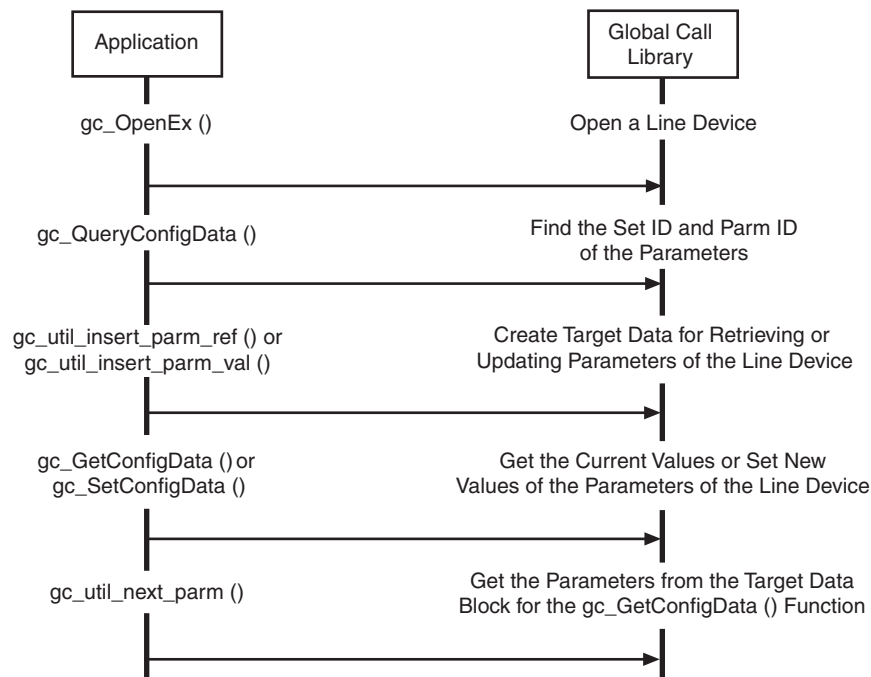 Application
Global Call
Library
gc_OpenEx ()
Open a Line Device
gc_QueryConfigData ()
Find the Set ID and Parm ID
of the Parameters
gc_util_insert_parm_ref () or
gc_util_insert_parm_val ()
Create Target Data for Retrieving or
Updating Parameters of the Line Device
gc_GetConfigData () or
gc_SetConfigData ()
Get the Current Values or Set New
Values of the Parameters of the Line Device
gc_util_next_parm ()
Get the Parameters from the Target Data
Block for the gc_GetConfigData () Function